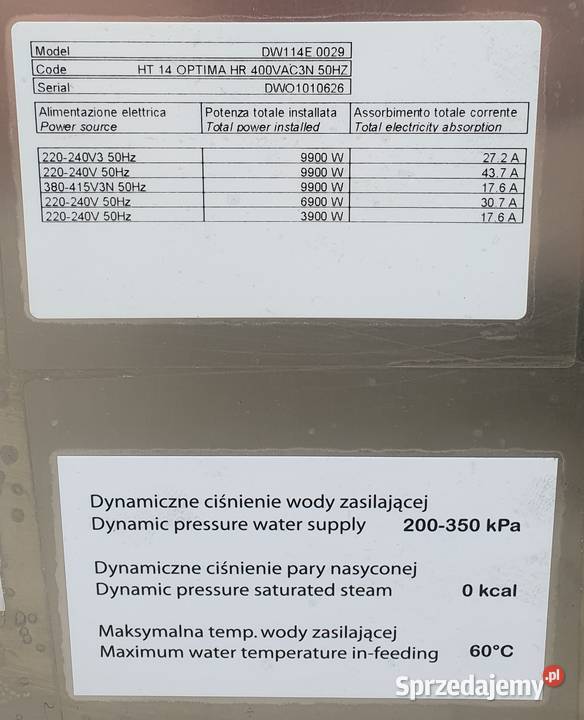 Model DW114E 0029
Code HT 14 OPTIMA HR 400VAC3N 50HZ
Serial DWO1010626
Alimentazione elettrica Potenza totale installata Assorbimento totale corrente
Power source Total power installed Total electricity absorption
220-240V3 50Hz 9900 W 27.2 A
220-240V 50Hz 9900 W 43.7 A
380-415V3N 50Hz 9900 W 17.6 A
220-240V 50Hz 6900 W 30.7 A
220-240V 50Hz 3900 W 17.6 A
Dynamiczne ciśnienie wody zasilającej
Dynamic pressure water supply 200-350 kPa
Dynamiczne ciśnienie pary nasyconej
Dynamic pressure saturated steam 0 kcal
Maksymalna temp. wody zasilającej
Maximum water temperature in-feeding 60°C
Sprzedajemy.pl